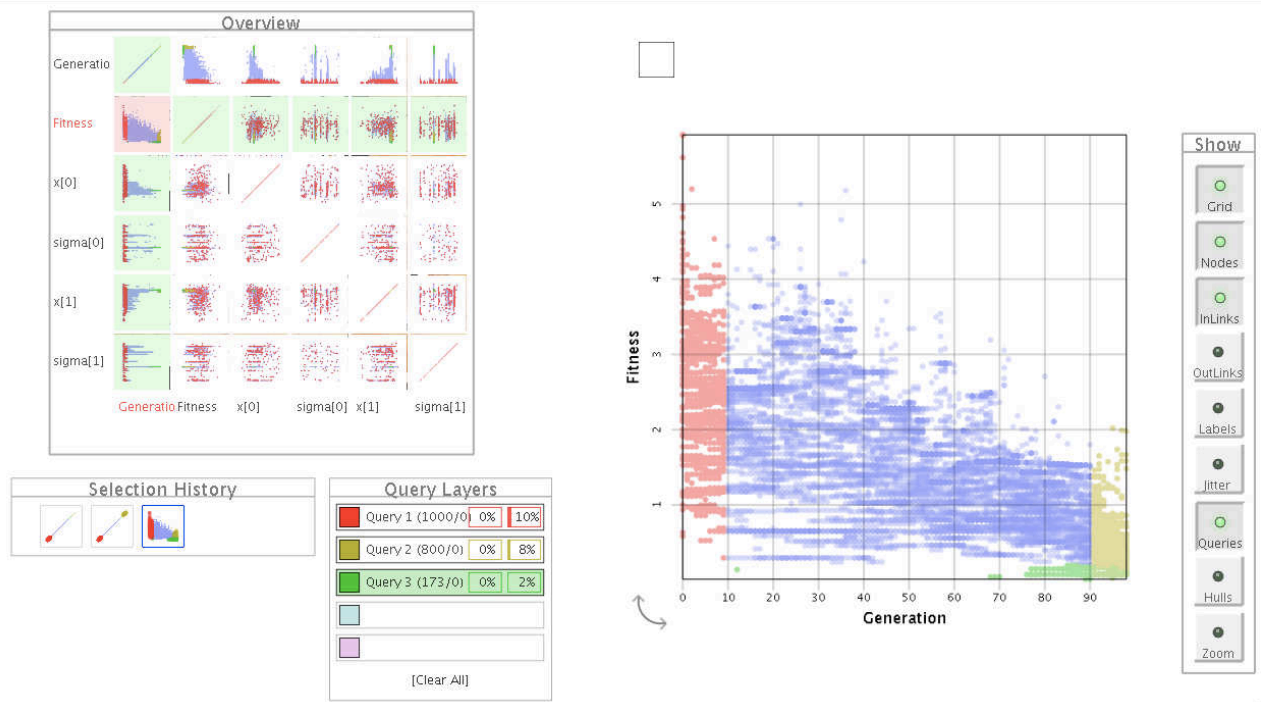 Overview
Generatio
Fitness
x[0]
sigma[0]
x[1]
sigma[1]
Generatio Fitness x[0] sigma[0] x[1] sigma[1]
Selection History
Query Layers
Query 1 (1000/0) 0% 10%
Query 2 (800/0) 0% 8%
Query 3 (173/0) 0% 2%
[Clear All]
Fitness
5
4
3
2
1
0 10 20 30 40 50 60 70 80 90
Generation
Show
Grid
Nodes
InLinks
OutLinks
Labels
Jitter
Queries
Hulls
Zoom